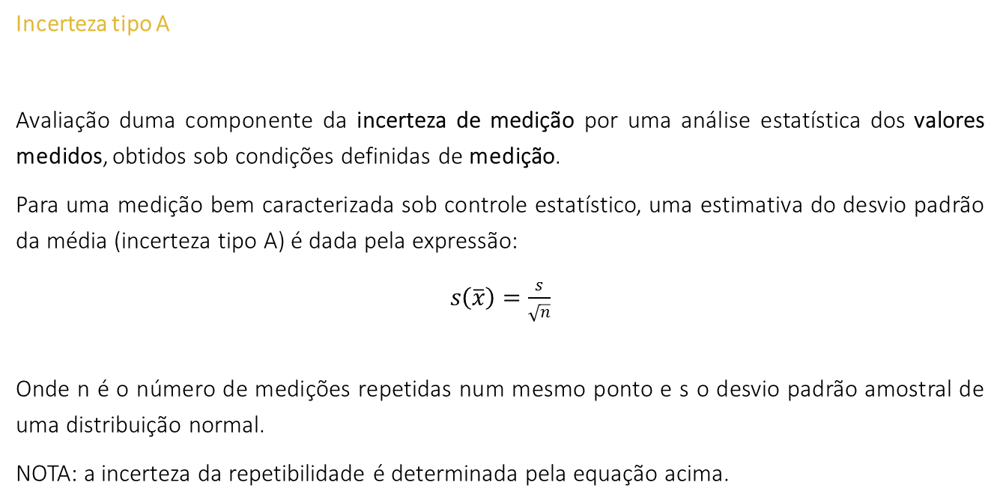 Incerteza tipo A
Avaliação duma componente da incerteza de medição por uma análise estatística dos valores
medidos, obtidos sob condições definidas de medição.
Para uma medição bem caracterizada sob controle estatístico, uma estimativa do desvio padrão
da média (incerteza tipo A) é dada pela expressão:
s(x̅) = s/√n
Onde n é o número de medições repetidas num mesmo ponto e s o desvio padrão amostral de
uma distribuição normal.
NOTA: a incerteza da repetibilidade é determinada pela equação acima.